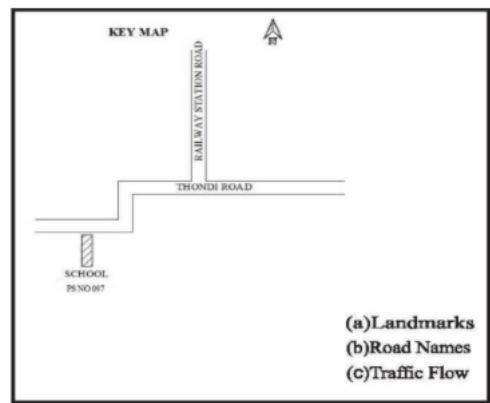 KEY MAP
N
RAILWAY STATION ROAD
THONDI ROAD
SCHOOL
PS NO 097
(a)Landmarks
(b)Road Names
(c)Traffic Flow